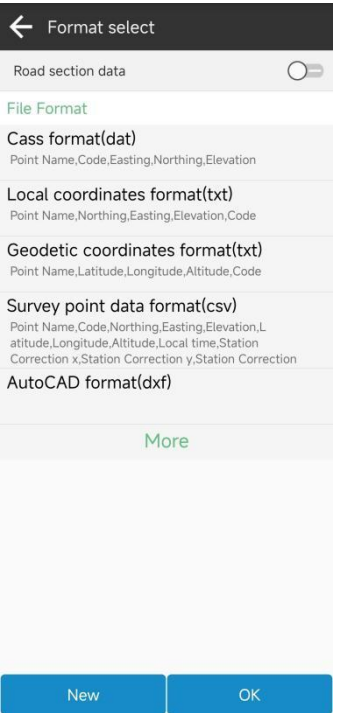 Format select
Road section data
File Format
Cass format(dat)
Point Name,Code,Easting,Northing,Elevation
Local coordinates format(txt)
Point Name,Northing,Easting,Elevation,Code
Geodetic coordinates format(txt)
Point Name,Latitude,Longitude,Altitude,Code
Survey point data format(csv)
Point Name,Code,Northing,Easting,Elevation,L
atitude,Longitude,Altitude,Local time,Station
Correction x,Station Correction y,Station Correction
AutoCAD format(dxf)
More
New
OK